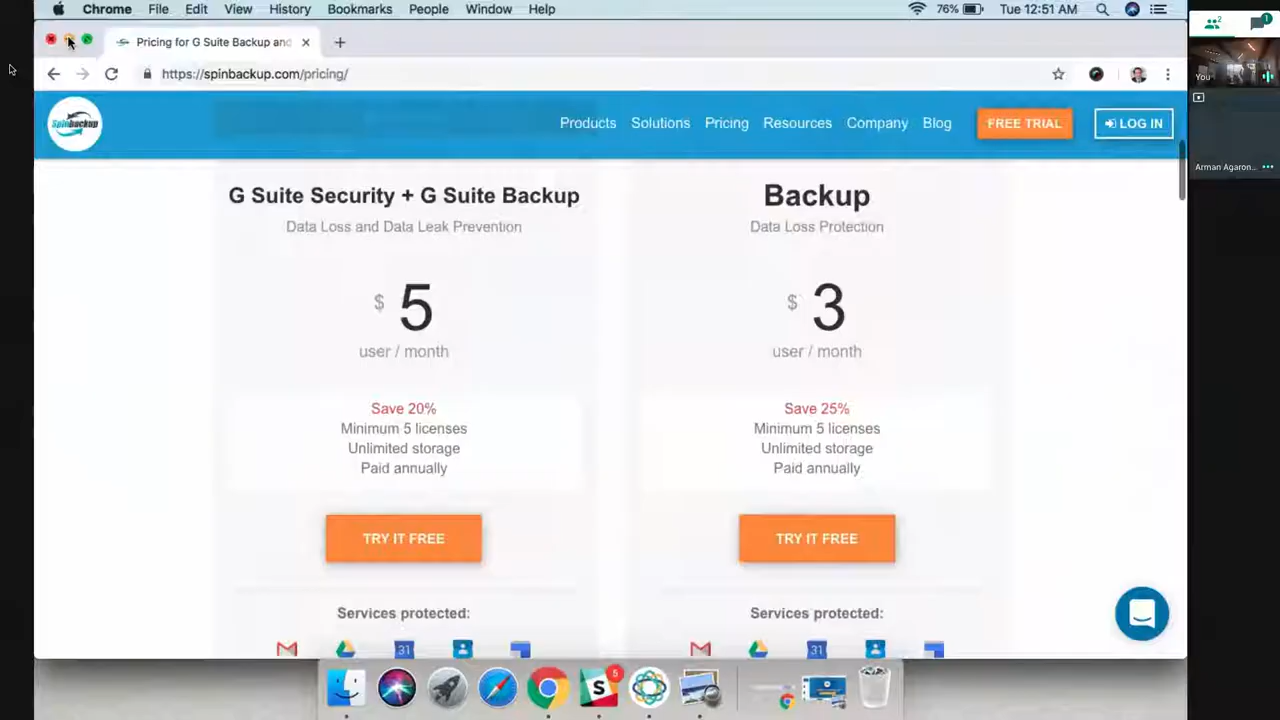 Chrome File Edit View History Bookmarks People Window Help 76% Tue 12:51 AM
Pricing for G Suite Backup and
https://spinbackup.com/pricing/
Spinbackup Products Solutions Pricing Resources Company Blog FREE TRIAL LOG IN
1
You
Arman Agaron...
G Suite Security + G Suite Backup
Data Loss and Data Leak Prevention
$ 5
user / month
Save 20%
Minimum 5 licenses
Unlimited storage
Paid annually
TRY IT FREE
Services protected:
31
Backup
Data Loss Protection
$ 3
user / month
Save 25%
Minimum 5 licenses
Unlimited storage
Paid annually
TRY IT FREE
Services protected:
31
S 5